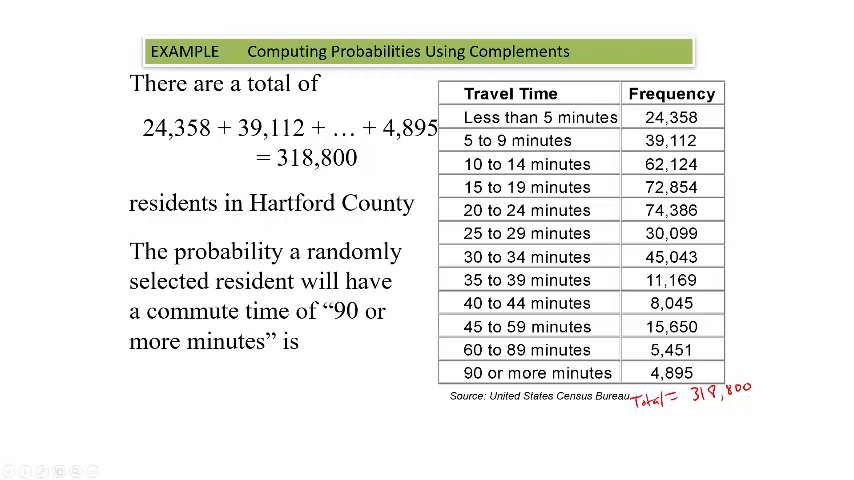 EXAMPLE Computing Probabilities Using Complements
There are a total of
24,358 + 39,112 + … + 4,895
= 318,800
residents in Hartford County
The probability a randomly
selected resident will have
a commute time of “90 or
more minutes” is
Travel Time Frequency
Less than 5 minutes 24,358
5 to 9 minutes 39,112
10 to 14 minutes 62,124
15 to 19 minutes 72,854
20 to 24 minutes 74,386
25 to 29 minutes 30,099
30 to 34 minutes 45,043
35 to 39 minutes 11,169
40 to 44 minutes 8,045
45 to 59 minutes 15,650
60 to 89 minutes 5,451
90 or more minutes 4,895
Source: United States Census Bureau
Total = 318,800